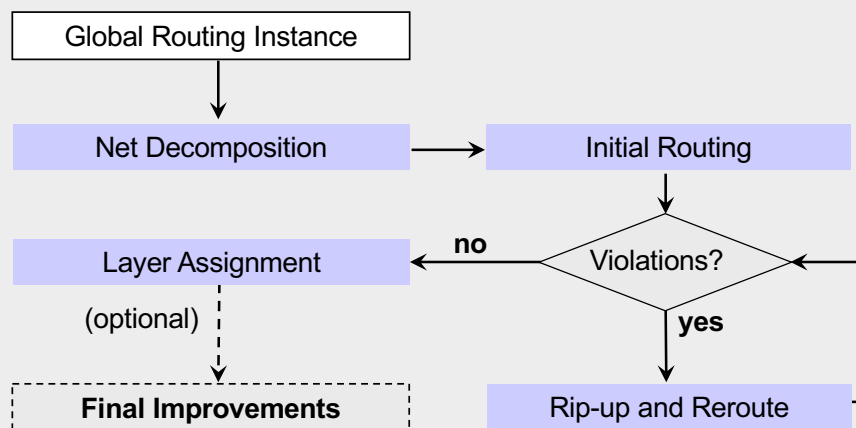 Global Routing Instance
Net Decomposition
Initial Routing
Layer Assignment
no
Violations?
(optional)
yes
Final Improvements
Rip-up and Reroute